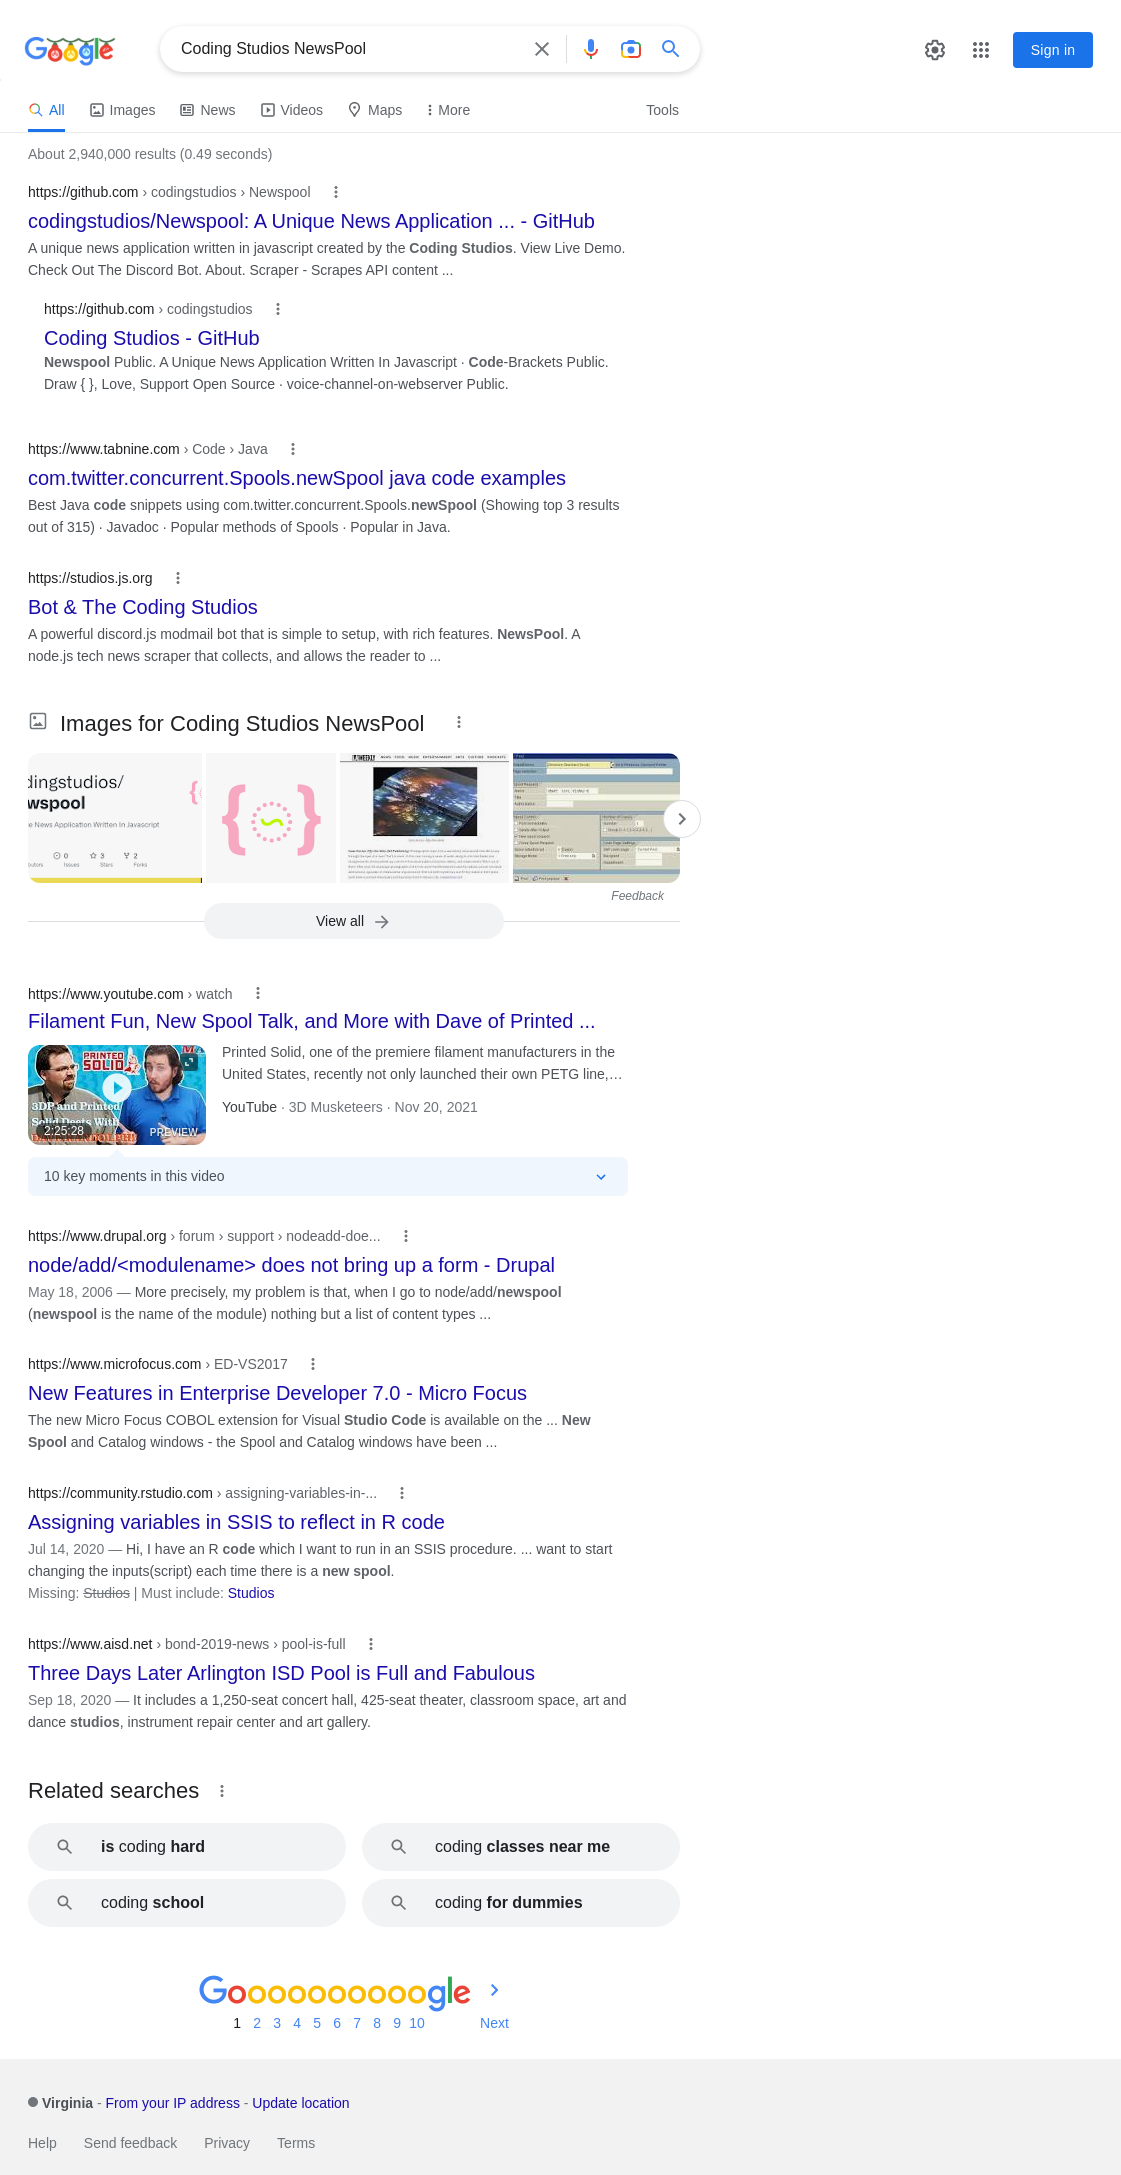 Google
Coding Studios NewsPool
Sign in
All
Images
News
Videos
Maps
More
Tools
About 2,940,000 results (0.49 seconds)
https://github.com › codingstudios › Newspool
codingstudios/Newspool: A Unique News Application ... - GitHub
A unique news application written in javascript created by the Coding Studios. View Live Demo.
Check Out The Discord Bot. About. Scraper - Scrapes API content ...
https://github.com › codingstudios
Coding Studios - GitHub
Newspool Public. A Unique News Application Written In Javascript · Code-Brackets Public.
Draw { }, Love, Support Open Source · voice-channel-on-webserver Public.
https://www.tabnine.com › Code › Java
com.twitter.concurrent.Spools.newSpool java code examples
Best Java code snippets using com.twitter.concurrent.Spools.newSpool (Showing top 3 results
out of 315) · Javadoc · Popular methods of Spools · Popular in Java.
https://studios.js.org
Bot & The Coding Studios
A powerful discord.js modmail bot that is simple to setup, with rich features. NewsPool. A
node.js tech news scraper that collects, and allows the reader to ...
Images for Coding Studios NewsPool
dingstudios/
wspool
e News Application Written In Javascript
0
3
2
Issues
Stars
Forks
Feedback
View all
https://www.youtube.com › watch
Filament Fun, New Spool Talk, and More with Dave of Printed ...
PRINTED
SOLID
3DP and Printed
Solid Deets With
2:25:28
PREVIEW
Printed Solid, one of the premiere filament manufacturers in the
United States, recently not only launched their own PETG line,…
YouTube · 3D Musketeers · Nov 20, 2021
10 key moments in this video
https://www.drupal.org › forum › support › nodeadd-doe...
node/add/<modulename> does not bring up a form - Drupal
May 18, 2006 — More precisely, my problem is that, when I go to node/add/newspool
(newspool is the name of the module) nothing but a list of content types ...
https://www.microfocus.com › ED-VS2017
New Features in Enterprise Developer 7.0 - Micro Focus
The new Micro Focus COBOL extension for Visual Studio Code is available on the ... New
Spool and Catalog windows - the Spool and Catalog windows have been ...
https://community.rstudio.com › assigning-variables-in-...
Assigning variables in SSIS to reflect in R code
Jul 14, 2020 — Hi, I have an R code which I want to run in an SSIS procedure. ... want to start
changing the inputs(script) each time there is a new spool.
Missing: Studios | Must include: Studios
https://www.aisd.net › bond-2019-news › pool-is-full
Three Days Later Arlington ISD Pool is Full and Fabulous
Sep 18, 2020 — It includes a 1,250-seat concert hall, 425-seat theater, classroom space, art and
dance studios, instrument repair center and art gallery.
Related searches
is coding hard
coding classes near me
coding school
coding for dummies
Goooooooooogle
1 2 3 4 5 6 7 8 9 10 Next
Virginia - From your IP address - Update location
Help Send feedback Privacy Terms